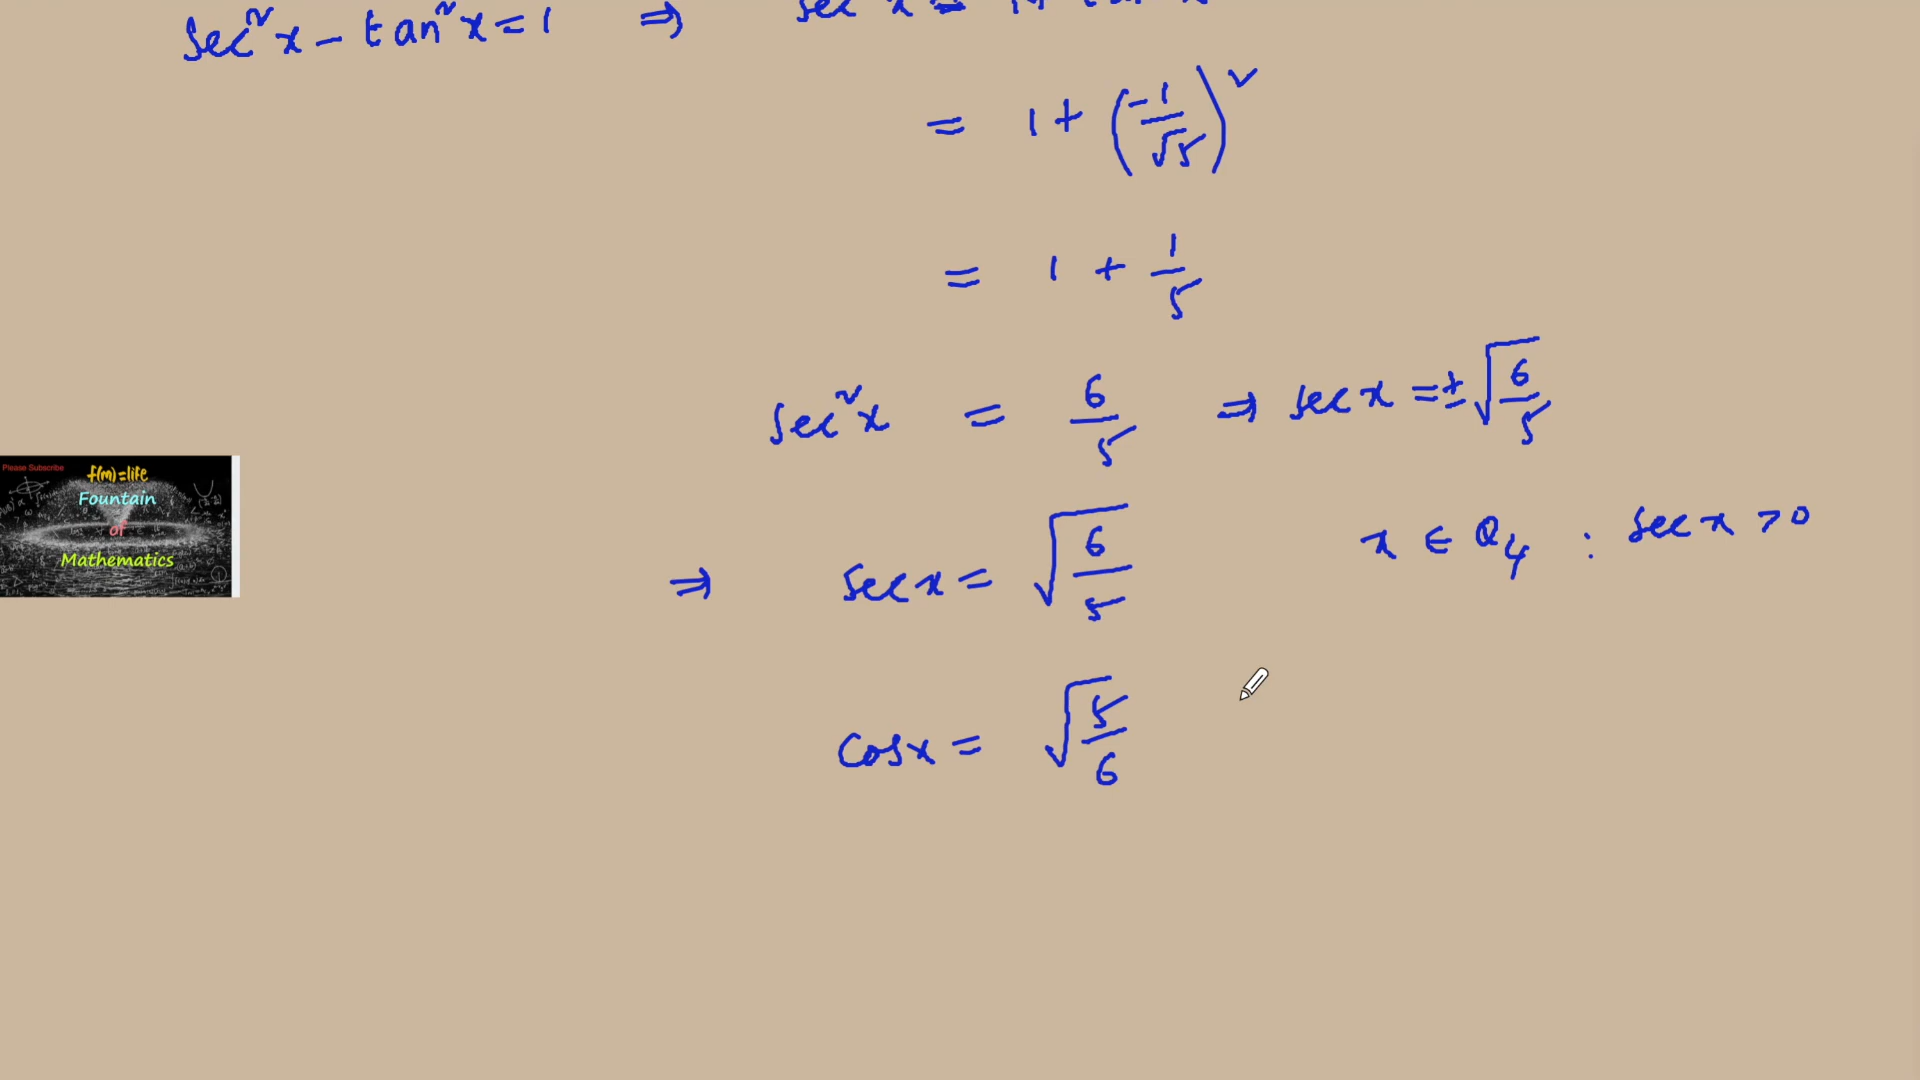 sec²x - tan²x = 1 ⇒
= 1 + (-1/√5)²
= 1 + 1/5
sec²x = 6/5 ⇒ sec x = ±√(6/5)
⇒ sec x = √(6/5) x ∈ Q₄ : sec x > 0
cos x = √(5/6)
Please Subscribe
f(m)=life
Fountain
of
Mathematics